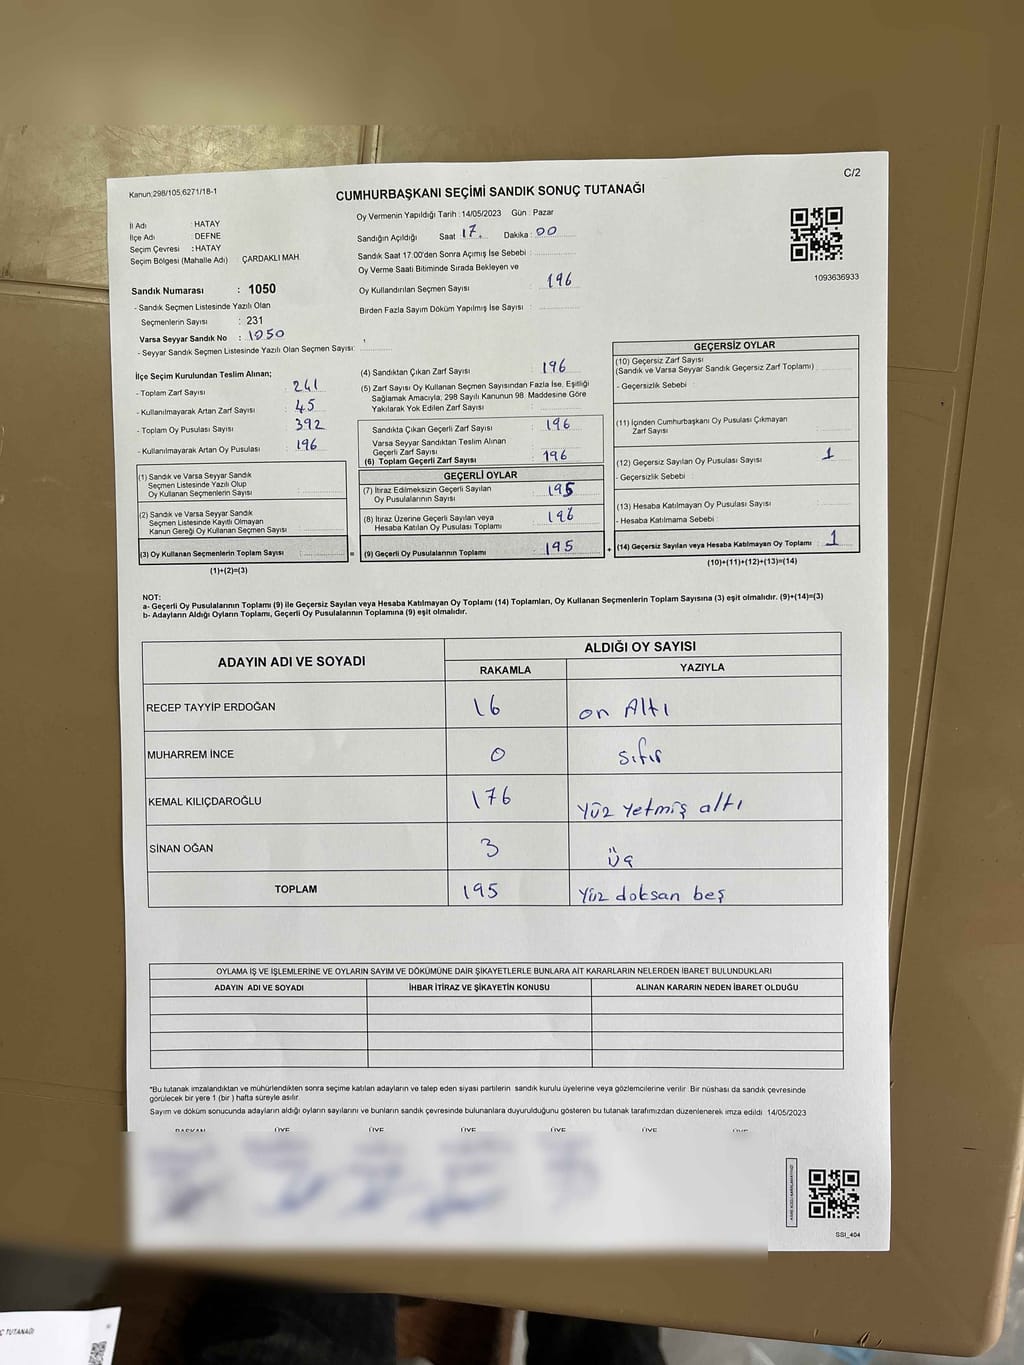 Kanun:298/105,6271/18-1
C/2
CUMHURBAŞKANI SEÇİMİ SANDIK SONUÇ TUTANAĞI
İl Adı : HATAY
İlçe Adı : DEFNE
Seçim Çevresi : HATAY
Seçim Bölgesi (Mahalle Adı) ÇARDAKLI MAH.
Oy Vermenin Yapıldığı Tarih : 14/05/2023 Gün : Pazar
Sandığın Açıldığı Saat 17. Dakika : 00
Sandık Saat 17:00'den Sonra Açımış İse Sebebi :
Oy Verme Saati Bitiminde Sırada Bekleyen ve
Oy Kullandırılan Seçmen Sayısı : 196
Birden Fazla Sayım Döküm Yapılmış İse Sayısı :
1093636933
Sandık Numarası : 1050
- Sandık Seçmen Listesinde Yazılı Olan
Seçmenlerin Sayısı : 231
Varsa Seyyar Sandık No : 1050
- Seyyar Sandık Seçmen Listesinde Yazılı Olan Seçmen Sayısı:
İlçe Seçim Kurulundan Teslim Alınan;
- Toplam Zarf Sayısı : 241
- Kullanılmayarak Artan Zarf Sayısı : 45
- Toplam Oy Pusulası Sayısı : 392
- Kullanılmayarak Artan Oy Pusulası : 196
(1) Sandık ve Varsa Seyyar Sandık
Seçmen Listesinde Yazılı Olup
Oy Kullanan Seçmenlerin Sayısı :
(2) Sandık ve Varsa Seyyar Sandık
Seçmen Listesinde Kayıtlı Olmayan
Kanun Gereği Oy Kullanan Seçmen Sayısı :
(3) Oy Kullanan Seçmenlerin Toplam Sayısı :
(1)+(2)=(3)
(4) Sandıktan Çıkan Zarf Sayısı : 196
(5) Zarf Sayısı Oy Kullanan Seçmen Sayısından Fazla İse, Eşitliği
Sağlamak Amacıyla, 298 Sayılı Kanunun 98. Maddesine Göre
Yakılarak Yok Edilen Zarf Sayısı :
Sandıkta Çıkan Geçerli Zarf Sayısı : 196
Varsa Seyyar Sandıktan Teslim Alınan
Geçerli Zarf Sayısı :
(6) Toplam Geçerli Zarf Sayısı : 196
GEÇERLİ OYLAR
(7) İtiraz Edilmeksizin Geçerli Sayılan
Oy Pusulalarının Sayısı : 195
(8) İtiraz Üzerine Geçerli Sayılan veya
Hesaba Katılan Oy Pusulası Toplamı : 196
(9) Geçerli Oy Pusulalarının Toplamı : 195
GEÇERSİZ OYLAR
(10) Geçersiz Zarf Sayısı
(Sandık ve Varsa Seyyar Sandık Geçersiz Zarf Toplamı) :
- Geçersizlik Sebebi :
(11) İçinden Cumhurbaşkanı Oy Pusulası Çıkmayan
Zarf Sayısı :
(12) Geçersiz Sayılan Oy Pusulası Sayısı : 1
- Geçersizlik Sebebi :
(13) Hesaba Katılmayan Oy Pusulası Sayısı :
- Hesaba Katılmama Sebebi :
(14) Geçersiz Sayılan veya Hesaba Katılmayan Oy Toplamı : 1
(10)+(11)+(12)+(13)=(14)
NOT:
a- Geçerli Oy Pusulalarının Toplamı (9) ile Geçersiz Sayılan veya Hesaba Katılmayan Oy Toplamı (14) Toplamları, Oy Kullanan Seçmenlerin Toplam Sayısına (3) eşit olmalıdır. (9)+(14)=(3)
b- Adayların Aldığı Oyların Toplamı, Geçerli Oy Pusulalarının Toplamına (9) eşit olmalıdır.
ADAYIN ADI VE SOYADI
ALDIĞI OY SAYISI
RAKAMLA YAZIYLA
RECEP TAYYİP ERDOĞAN 16 on Altı
MUHARREM İNCE 0 sıfır
KEMAL KILIÇDAROĞLU 176 Yüz Yetmiş altı
SİNAN OĞAN 3 üç
TOPLAM 195 Yüz doksan beş
OYLAMA İŞ VE İŞLEMLERİNE VE OYLARIN SAYIM VE DÖKÜMÜNE DAİR ŞİKAYETLERLE BUNLARA AİT KARARLARIN NELERDEN İBARET BULUNDUKLARI
ADAYIN ADI VE SOYADI İHBAR İTİRAZ VE ŞİKAYETİN KONUSU ALINAN KARARIN NEDEN İBARET OLDUĞU
*Bu tutanak imzalandıktan ve mühürlendikten sonra seçime katılan adayların ve talep eden siyasi partilerin sandık kurulu üyelerine veya gözlemcilerine verilir. Bir nüshası da sandık çevresinde
görülecek bir yere 1 (bir ) hafta süreyle asılır.
Sayım ve döküm sonucunda adayların aldığı oyların sayılarını ve bunların sandık çevresinde bulunanlara duyurulduğunu gösteren bu tutanak tarafımızdan düzenlenerek imza edildi 14/05/2023
BAŞKAN ÜYE ÜYE ÜYE ÜYE ÜYE ÜYE
SSI_404
Ç TUTANAĞI